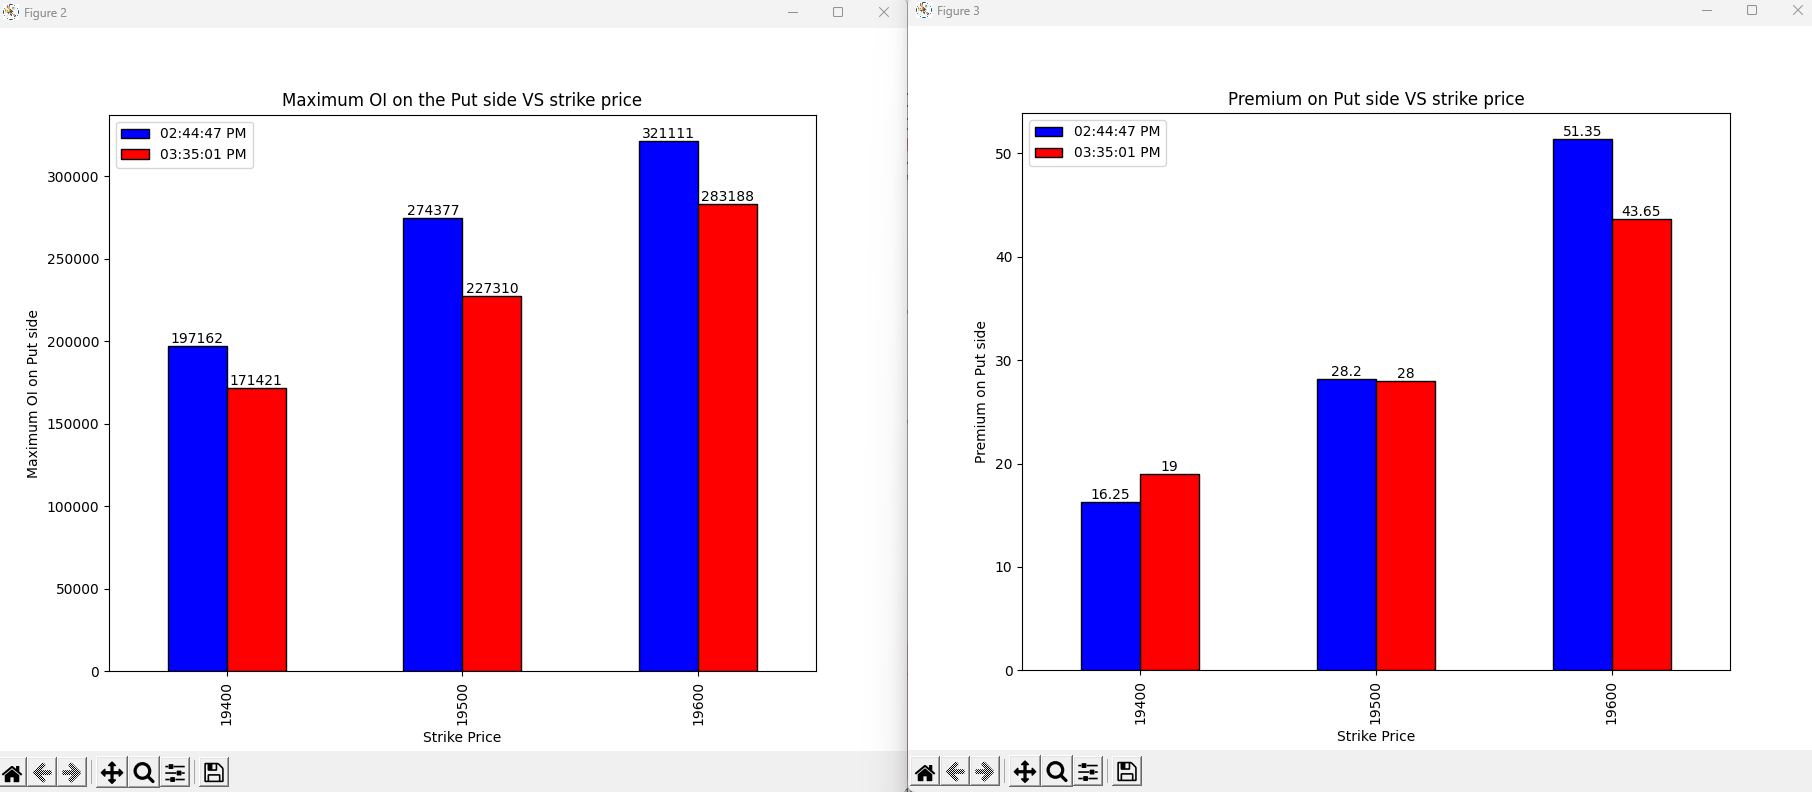 Figure 2
Maximum OI on the Put side VS strike price
02:44:47 PM
03:35:01 PM
Maximum OI on Put side
300000
250000
200000
150000
100000
50000
0
197162
171421
274377
227310
321111
283188
19400
19500
19600
Strike Price
Figure 3
Premium on Put side VS strike price
02:44:47 PM
03:35:01 PM
Premium on Put side
50
40
30
20
10
0
16.25
19
28.2
28
51.35
43.65
19400
19500
19600
Strike Price